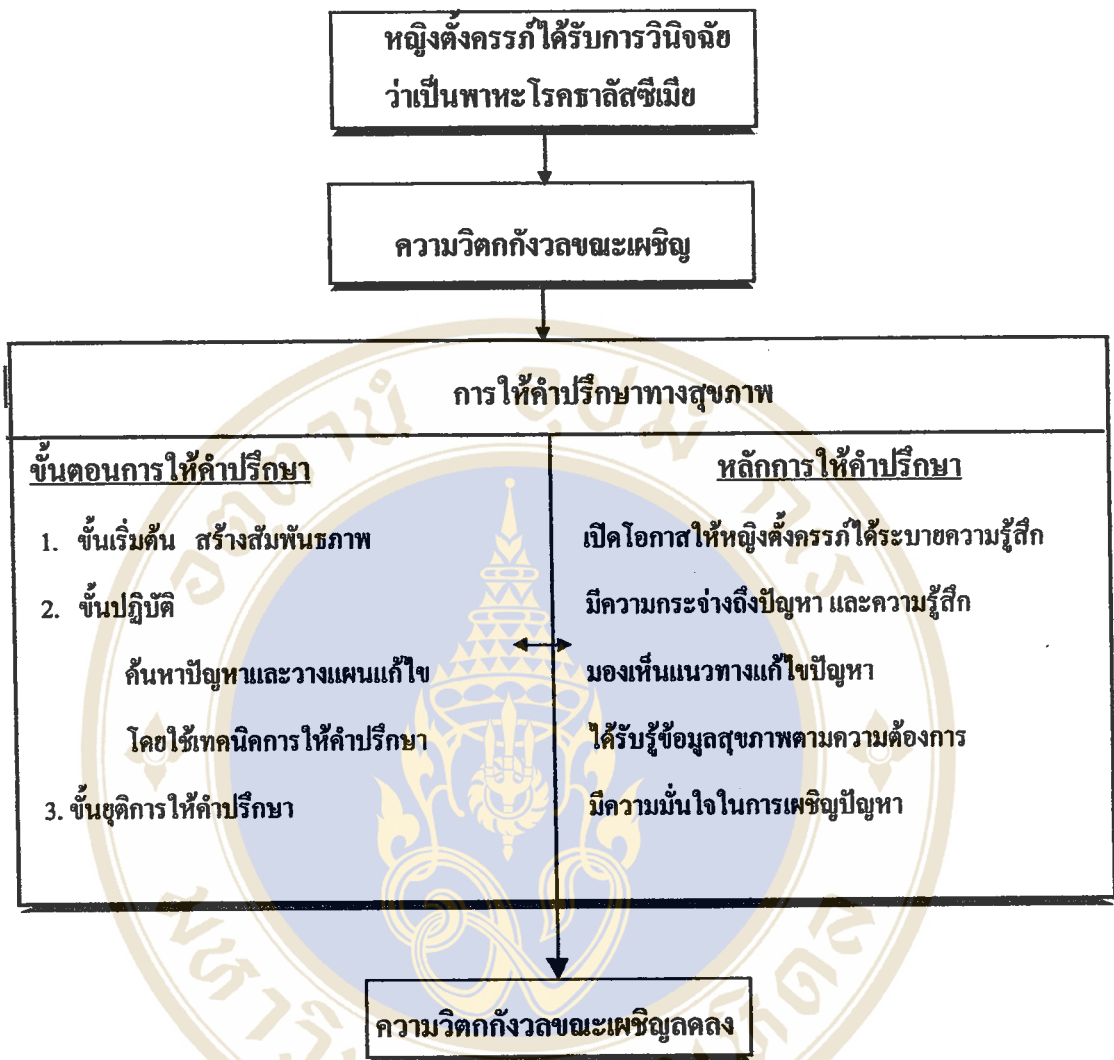 หญิงตั้งครรภ์ได้รับการวินิจฉัย
ว่าเป็นพาหะโรคธาลัสซีเมีย
ความวิตกกังวลขณะเผชิญ
การให้คำปรึกษาทางสุขภาพ
ขั้นตอนการให้คำปรึกษา
1. ขั้นเริ่มต้น สร้างสัมพันธภาพ
2. ขั้นปฏิบัติ
ค้นหาปัญหาและวางแผนแก้ไข
โดยใช้เทคนิคการให้คำปรึกษา
3. ขั้นยุติการให้คำปรึกษา
หลักการให้คำปรึกษา
เปิดโอกาสให้หญิงตั้งครรภ์ได้ระบายความรู้สึก
มีความกระจ่างถึงปัญหา และความรู้สึก
มองเห็นแนวทางแก้ไขปัญหา
ได้รับรู้ข้อมูลสุขภาพตามความต้องการ
มีความมั่นใจในการเผชิญปัญหา
ความวิตกกังวลขณะเผชิญลดลง
อตฺตานํ อุปมํ กเร